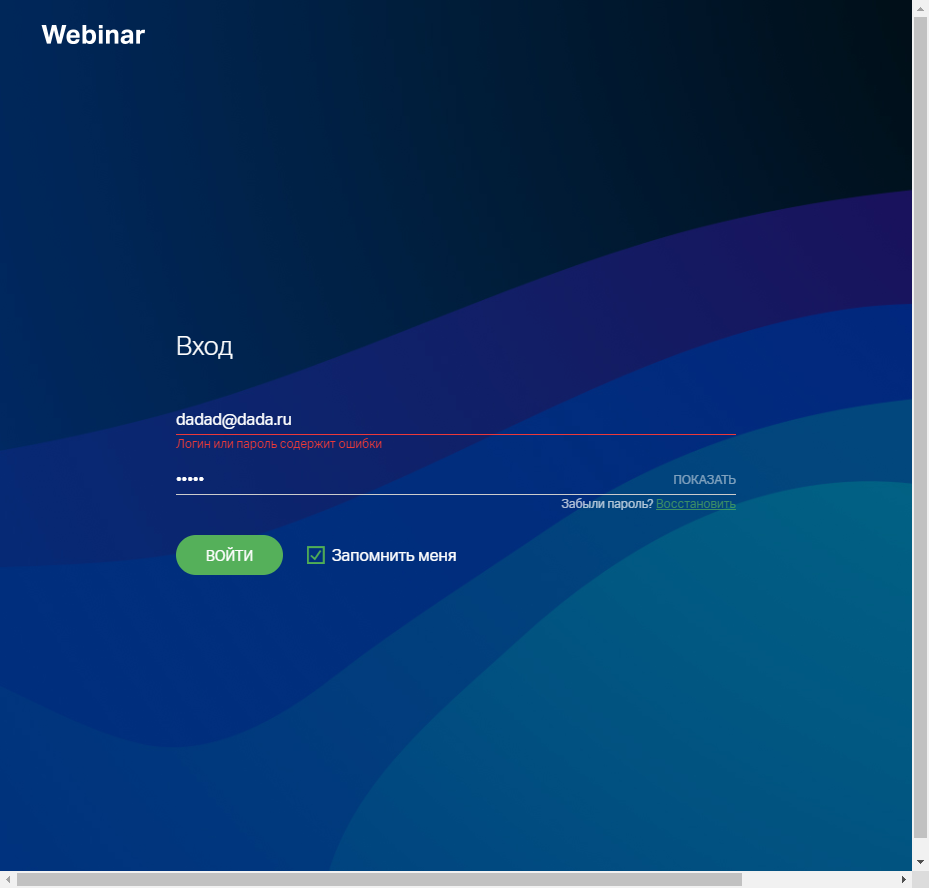 Webinar
Вход
dadad@dada.ru
Логин или пароль содержит ошибки
••••• ПОКАЗАТЬ
Забыли пароль? Восстановить
ВОЙТИ Запомнить меня